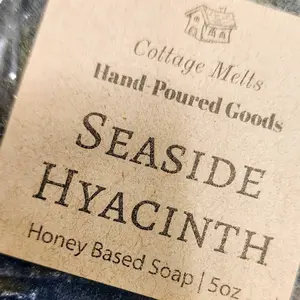 Cottage Melts
Hand-Poured Goods
SEASIDE
HYACINTH
Honey Based Soap | 5oz